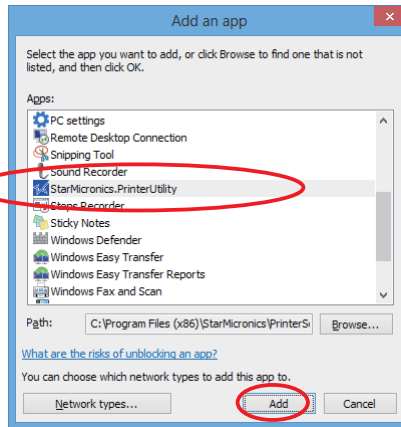 Add an app
Select the app you want to add, or click Browse to find one that is not
listed, and then click OK.
Apps:
PC settings
Remote Desktop Connection
Snipping Tool
Sound Recorder
StarMicronics.PrinterUtility
Steps Recorder
Sticky Notes
Windows Defender
Windows Easy Transfer
Windows Easy Transfer Reports
Windows Fax and Scan
Path: C:\Program Files (x86)\StarMicronics\PrinterS Browse...
What are the risks of unblocking an app?
You can choose which network types to add this app to.
Network types... Add Cancel